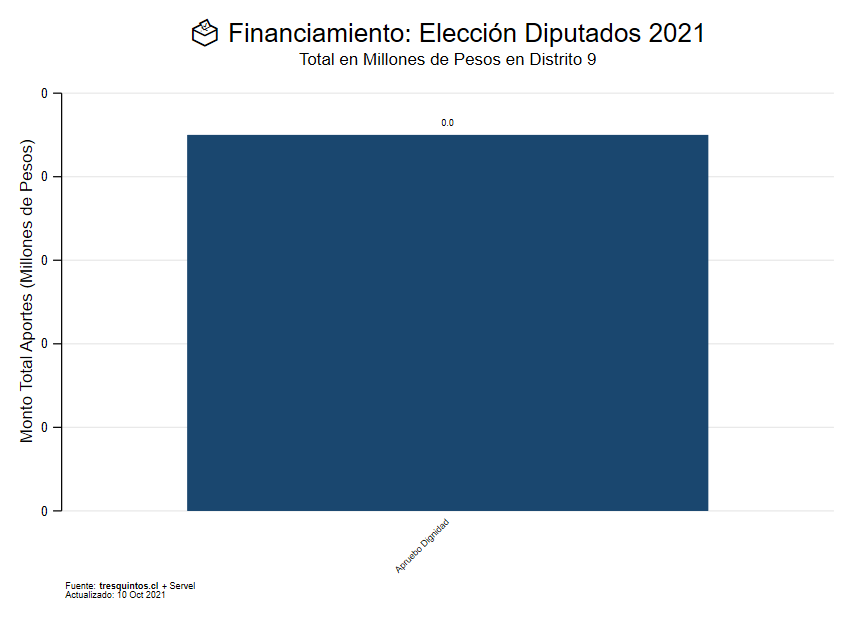 Financiamiento: Elección Diputados 2021
Total en Millones de Pesos en Distrito 9
Monto Total Aportes (Millones de Pesos)
0
0
0
0
0
0
0.0
Apruebo Dignidad
Fuente: tresquintos.cl + Servel
Actualizado: 10 Oct 2021